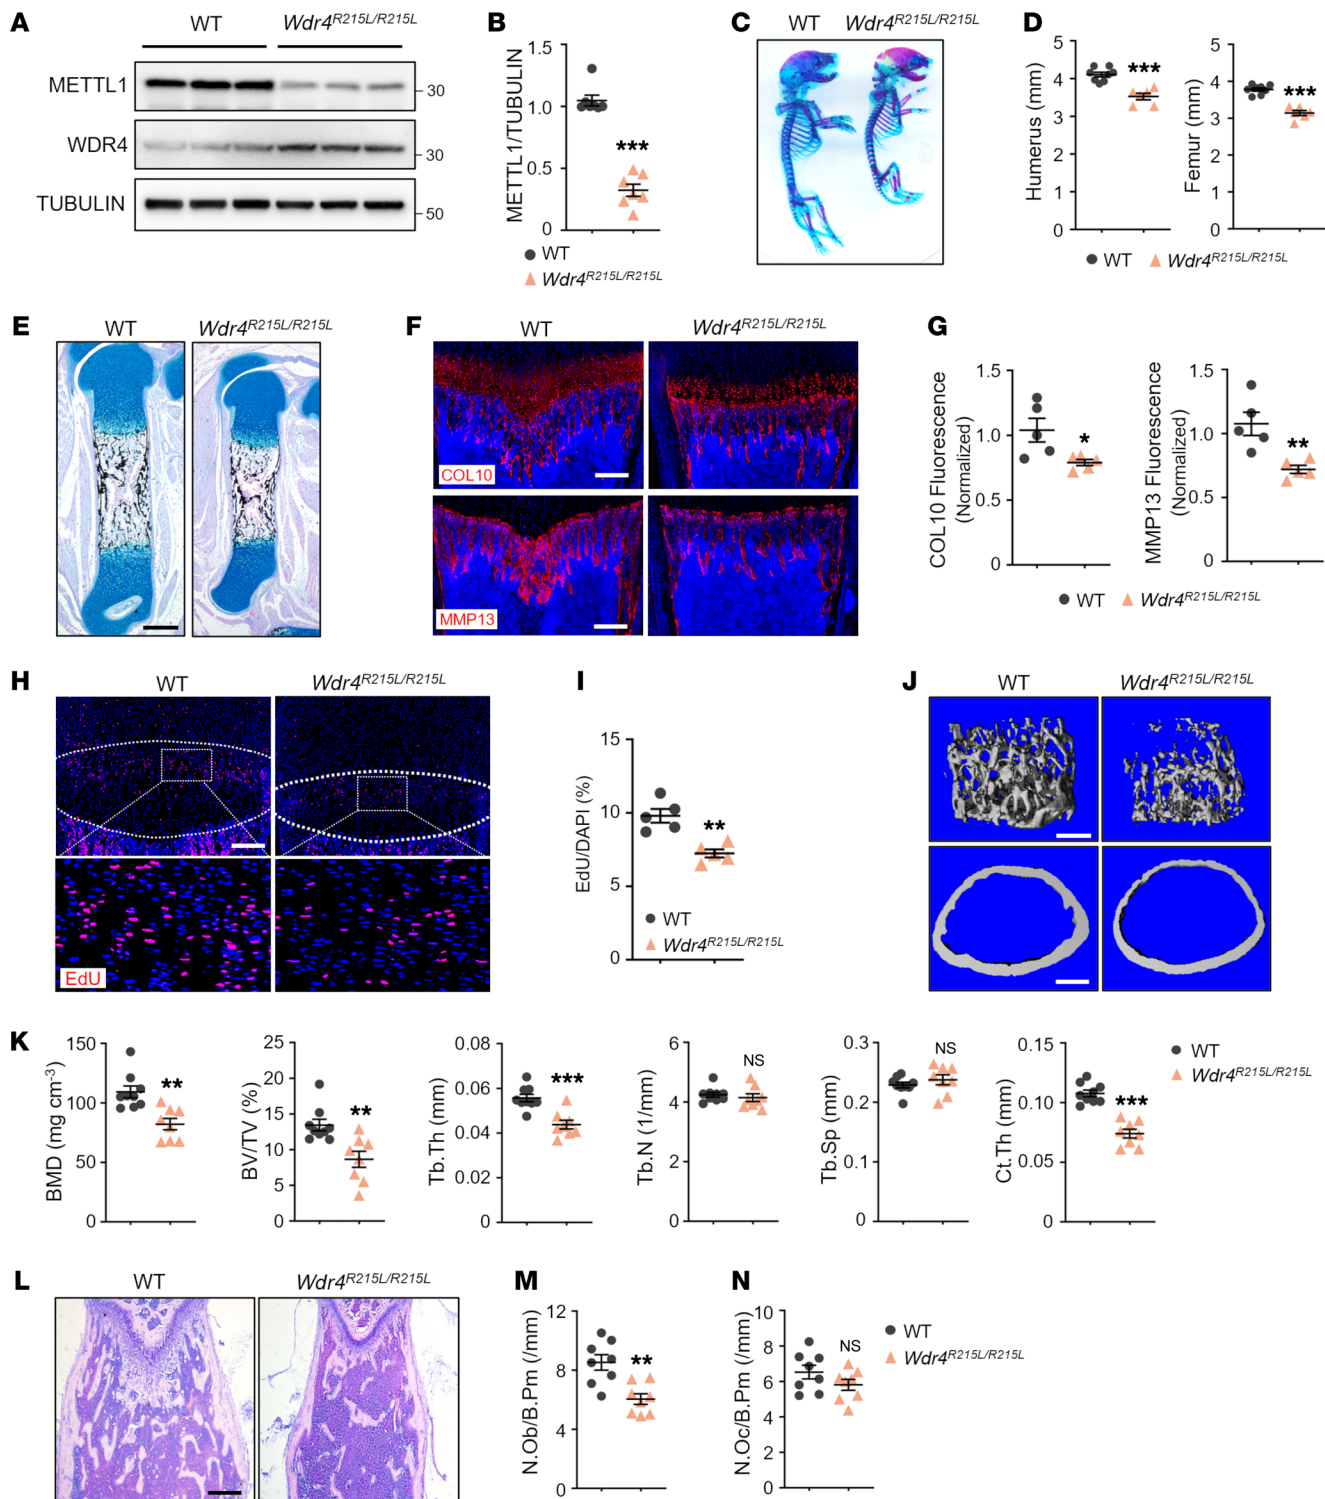 A
WT
Wdr4R215L/R215L
METTL1
30
WDR4
30
TUBULIN
50
B
METTL1/TUBULIN
1.5
1.0
0.5
0
***
WT
Wdr4R215L/R215L
C
WT
Wdr4R215L/R215L
D
Humerus (mm)
5
4
3
2
1
0
***
Femur (mm)
5
4
3
2
1
0
***
WT
Wdr4R215L/R215L
E
WT
Wdr4R215L/R215L
F
WT
Wdr4R215L/R215L
COL10
MMP13
G
COL10 Fluorescence
(Normalized)
1.5
1.0
0.5
0
*
MMP13 Fluorescence
(Normalized)
1.5
1.0
0.5
0
**
WT
Wdr4R215L/R215L
H
WT
Wdr4R215L/R215L
EdU
I
EdU/DAPI (%)
15
10
5
0
**
WT
Wdr4R215L/R215L
J
WT
Wdr4R215L/R215L
K
BMD (mg cm-3)
150
100
50
0
**
BV/TV (%)
25
20
15
10
5
0
**
Tb.Th (mm)
0.08
0.06
0.04
0.02
0
***
Tb.N (1/mm)
6
4
2
0
NS
Tb.Sp (mm)
0.3
0.2
0.1
0
NS
Ct.Th (mm)
0.15
0.10
0.05
0
***
WT
Wdr4R215L/R215L
L
WT
Wdr4R215L/R215L
M
N.Ob/B.Pm (/mm)
12
8
4
0
**
N
N.Oc/B.Pm (/mm)
10
8
6
4
2
0
NS
WT
Wdr4R215L/R215L